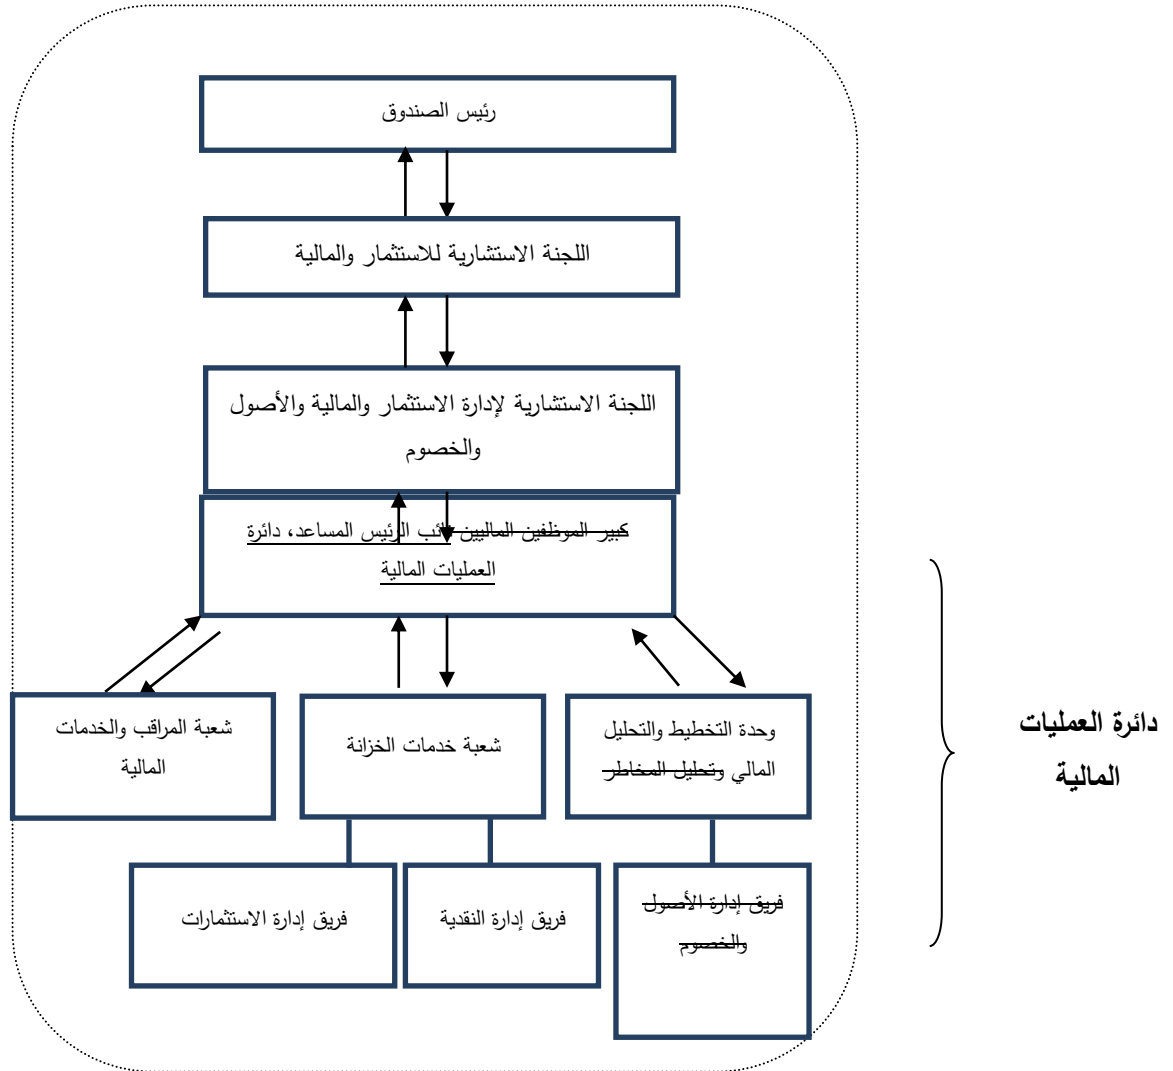 رئيس الصندوق
اللجنة الاستشارية للاستثمار والمالية
اللجنة الاستشارية لإدارة الاستثمار والمالية والأصول
والخصوم
كبير الموظفين الماليين نائب الرئيس المساعد، دائرة
العمليات المالية
شعبة المراقب والخدمات
المالية
شعبة خدمات الخزانة
وحدة التخطيط والتحليل
المالي وتحليل المخاطر
دائرة العمليات
المالية
فريق إدارة الاستثمارات
فريق إدارة النقدية
فريق إدارة الأصول
والخصوم